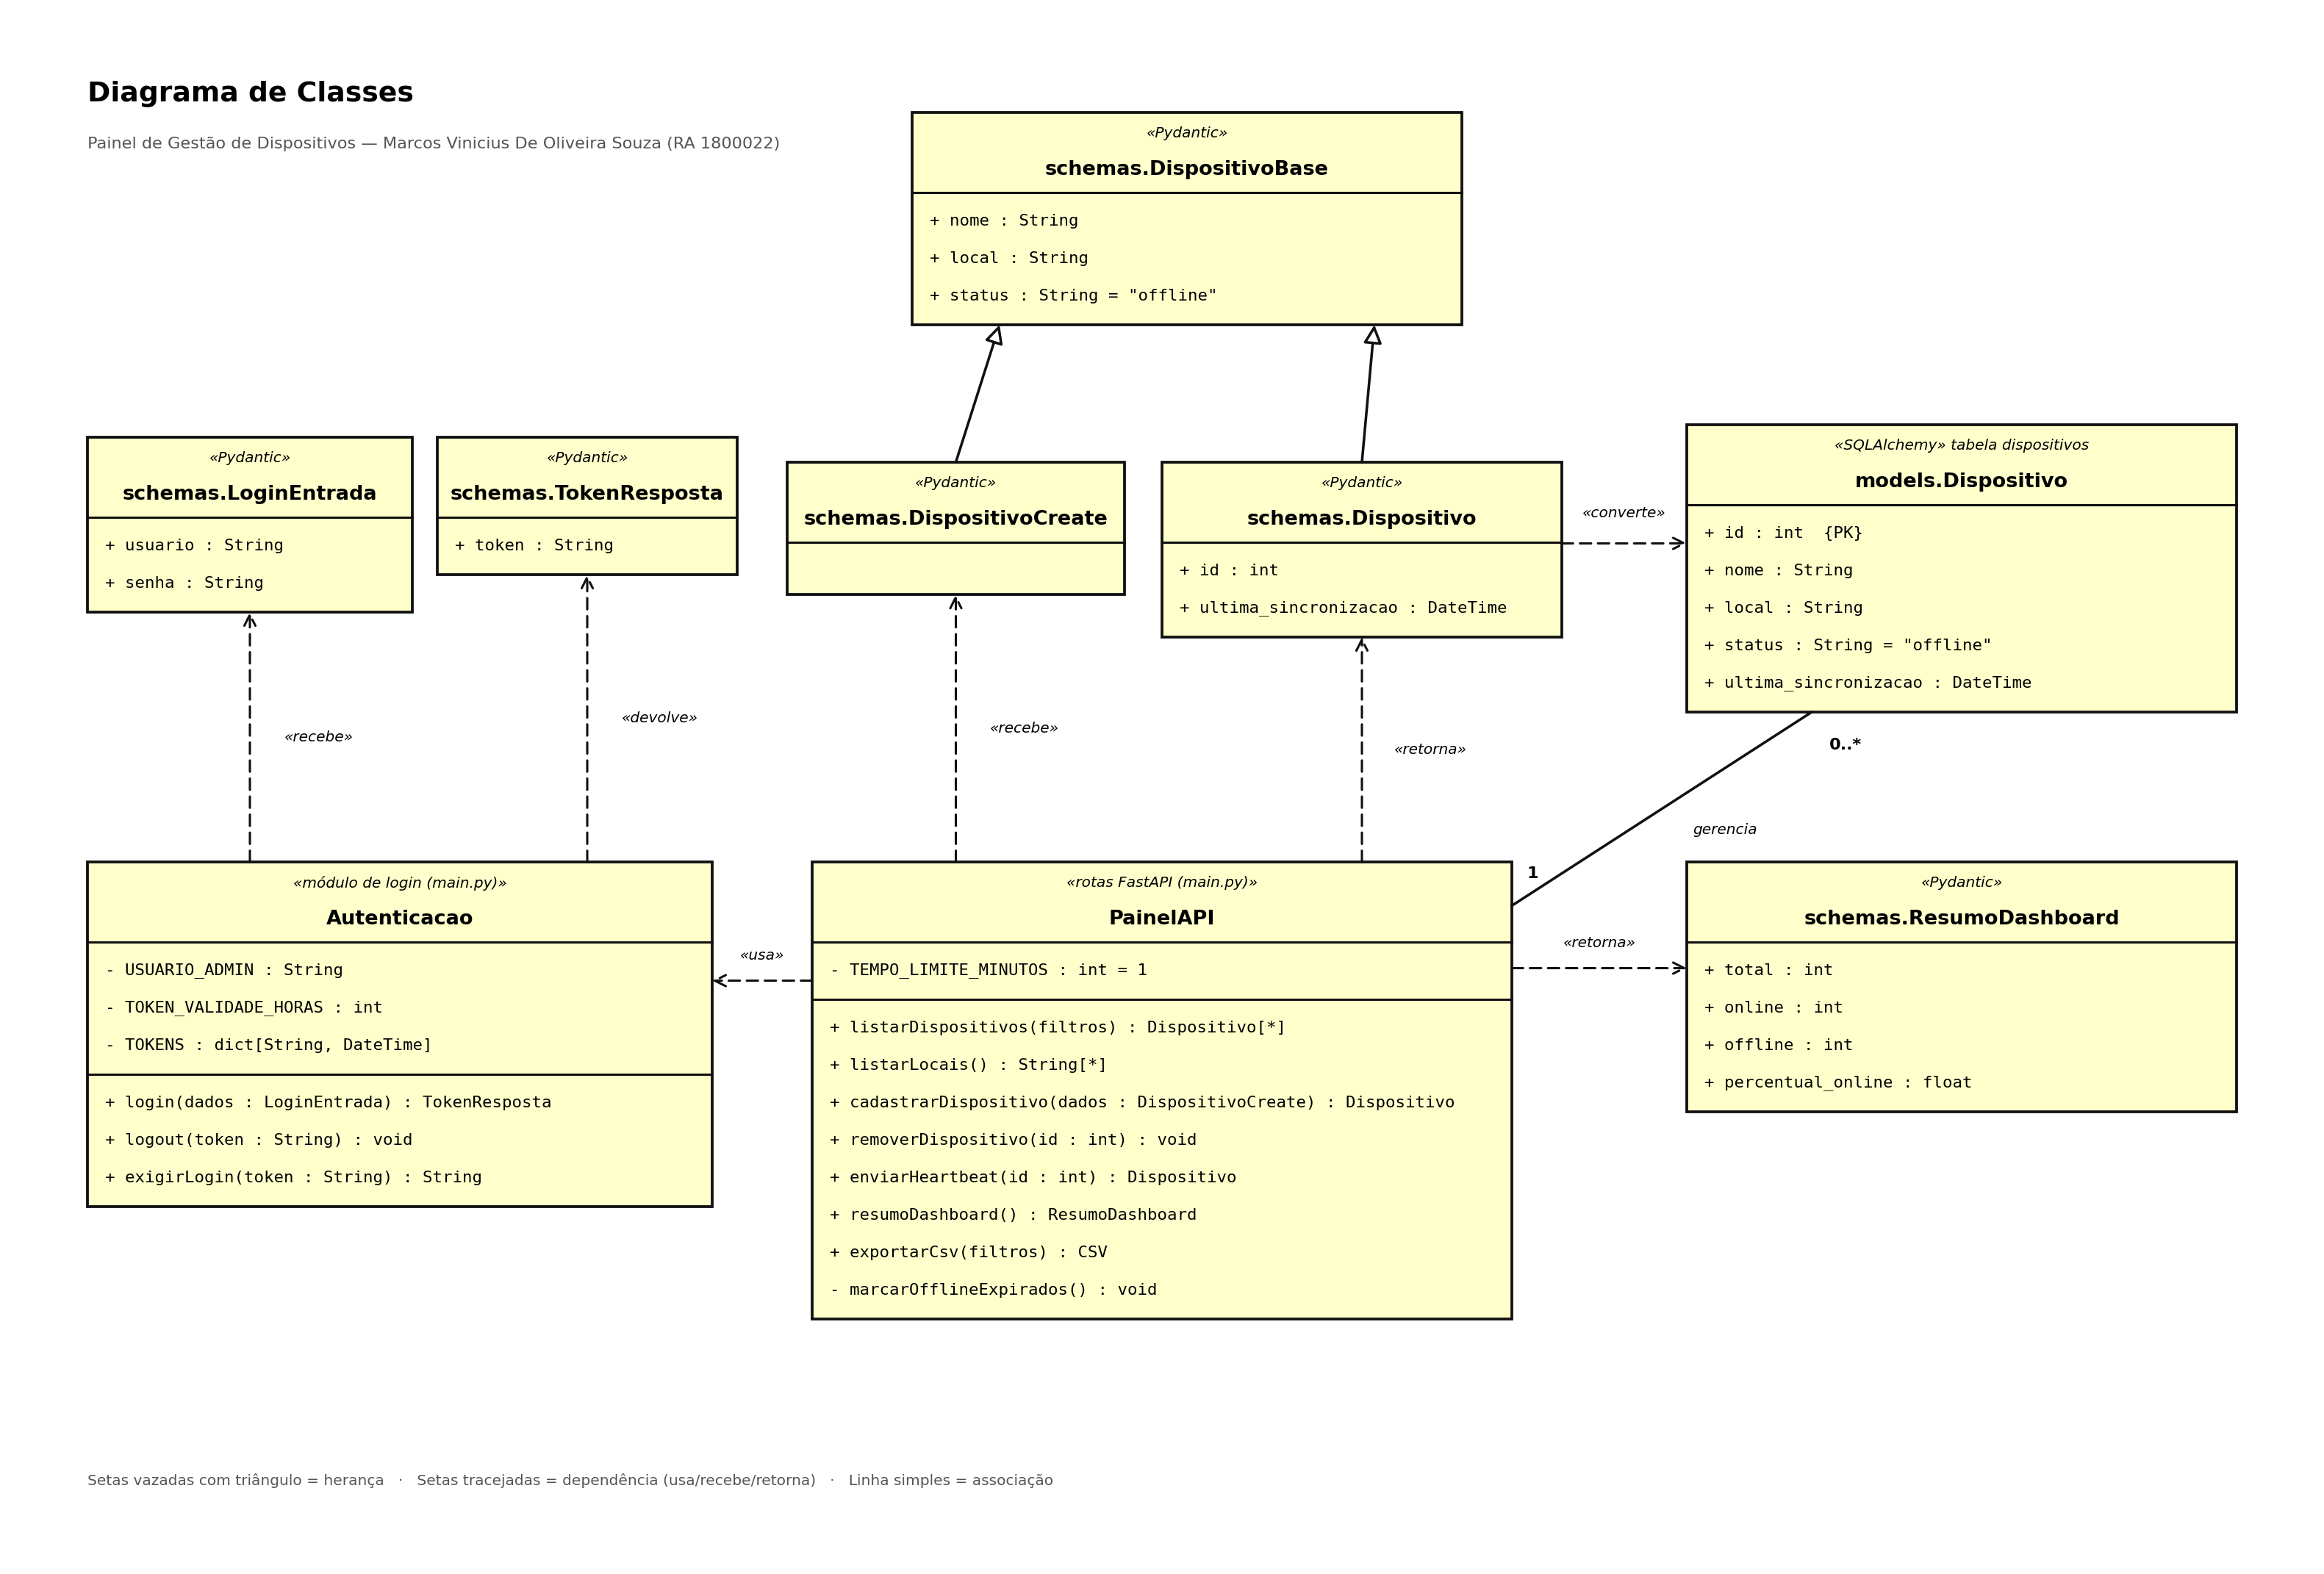 Diagrama de Classes
Painel de Gestão de Dispositivos — Marcos Vinicius De Oliveira Souza (RA 1800022)
«Pydantic»
schemas.DispositivoBase
+ nome : String
+ local : String
+ status : String = "offline"
«Pydantic»
schemas.LoginEntrada
+ usuario : String
+ senha : String
«Pydantic»
schemas.TokenResposta
+ token : String
«Pydantic»
schemas.DispositivoCreate
«Pydantic»
schemas.Dispositivo
+ id : int
+ ultima_sincronizacao : DateTime
«converte»
«SQLAlchemy» tabela dispositivos
models.Dispositivo
+ id : int  {PK}
+ nome : String
+ local : String
+ status : String = "offline"
+ ultima_sincronizacao : DateTime
«recebe»
«devolve»
«recebe»
«retorna»
0..*
gerencia
1
«módulo de login (main.py)»
Autenticacao
- USUARIO_ADMIN : String
- TOKEN_VALIDADE_HORAS : int
- TOKENS : dict[String, DateTime]
+ login(dados : LoginEntrada) : TokenResposta
+ logout(token : String) : void
+ exigirLogin(token : String) : String
«usa»
«rotas FastAPI (main.py)»
PainelAPI
- TEMPO_LIMITE_MINUTOS : int = 1
+ listarDispositivos(filtros) : Dispositivo[*]
+ listarLocais() : String[*]
+ cadastrarDispositivo(dados : DispositivoCreate) : Dispositivo
+ removerDispositivo(id : int) : void
+ enviarHeartbeat(id : int) : Dispositivo
+ resumoDashboard() : ResumoDashboard
+ exportarCsv(filtros) : CSV
- marcarOfflineExpirados() : void
«retorna»
«Pydantic»
schemas.ResumoDashboard
+ total : int
+ online : int
+ offline : int
+ percentual_online : float
Setas vazadas com triângulo = herança   ·   Setas tracejadas = dependência (usa/recebe/retorna)   ·   Linha simples = associação